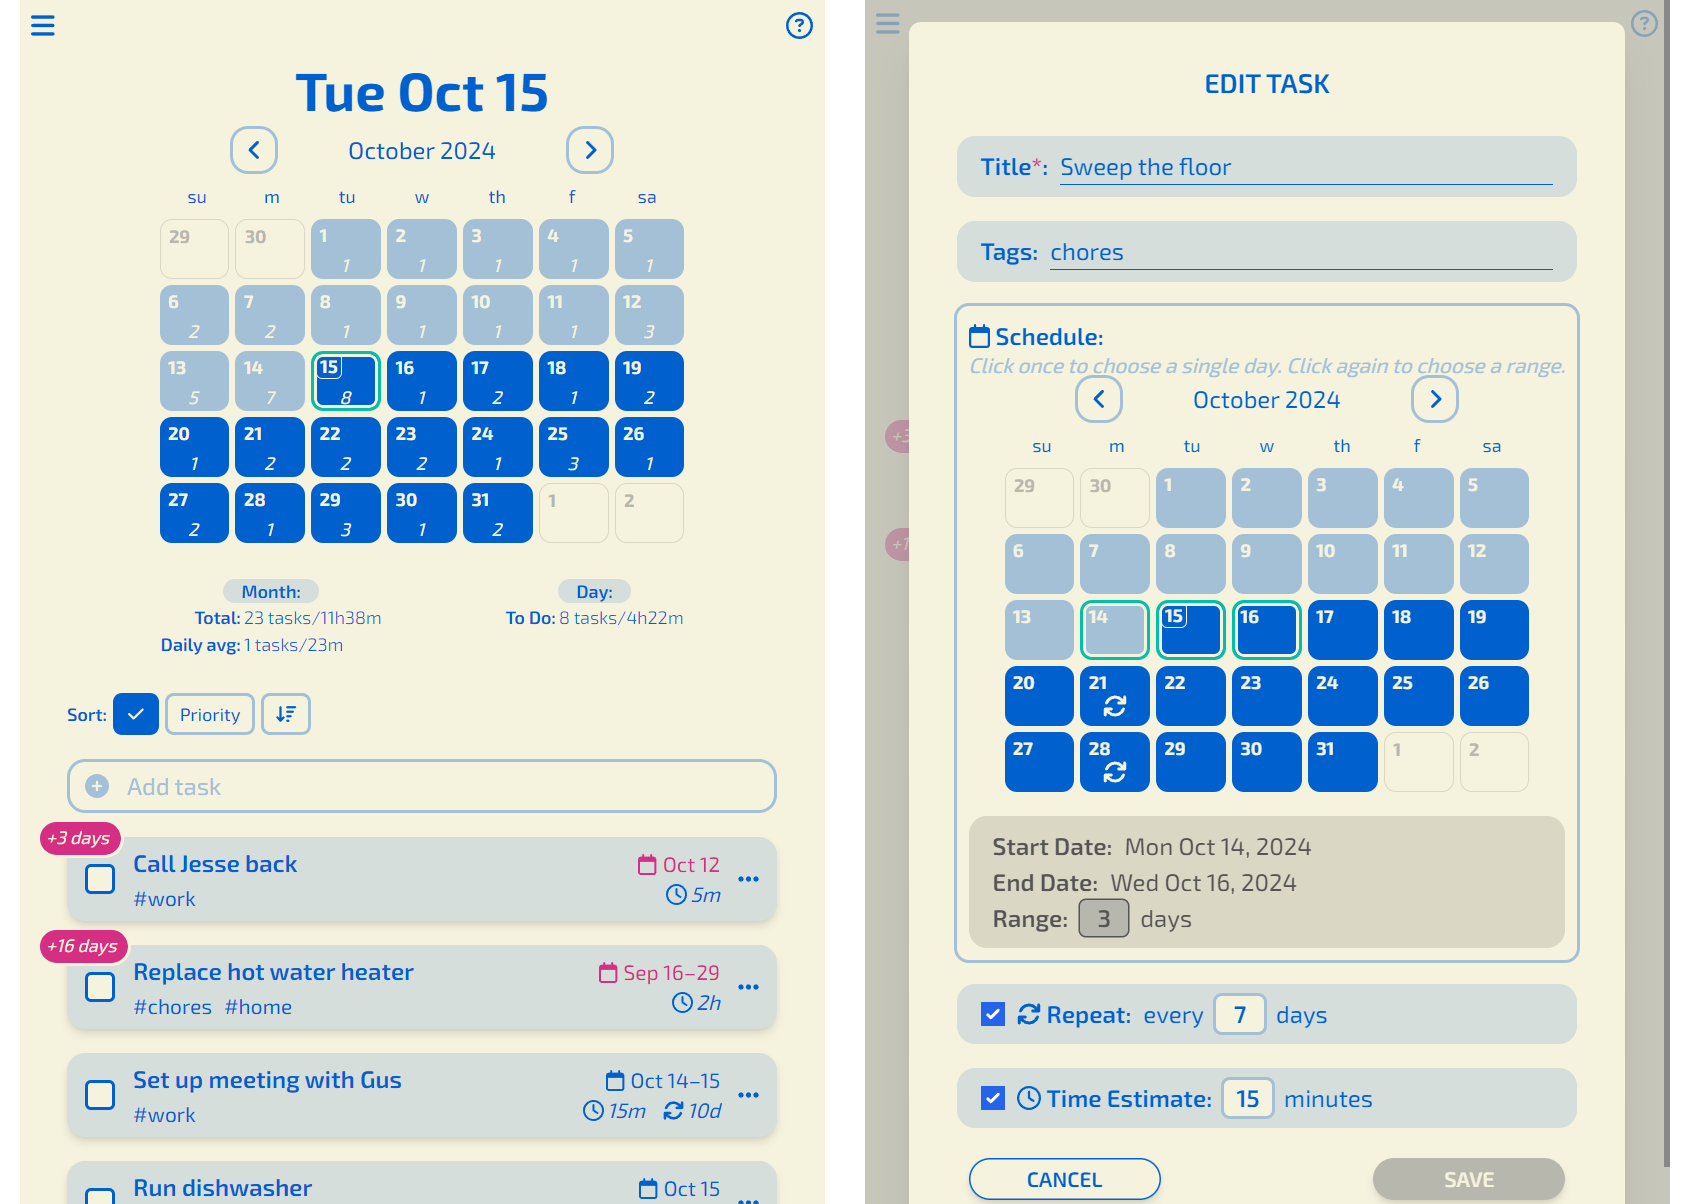 Tue Oct 15
October 2024
su m tu w th f sa
29 30 1 2 3 4 5
1 1 1 1 1
6 7 8 9 10 11 12
2 2 1 1 1 1 3
13 14 15 16 17 18 19
5 7 8 1 2 1 2
20 21 22 23 24 25 26
1 2 2 2 1 3 1
27 28 29 30 31 1 2
2 1 3 1 2
Month: Day:
Total: 23 tasks/11h38m To Do: 8 tasks/4h22m
Daily avg: 1 tasks/23m
Sort: Priority
Add task
+3 days
Call Jesse back Oct 12
#work 5m
+16 days
Replace hot water heater Sep 16–29
#chores #home 2h
Set up meeting with Gus Oct 14–15
#work 15m 10d
Run dishwasher Oct 15
EDIT TASK
Title*: Sweep the floor
Tags: chores
Schedule:
Click once to choose a single day. Click again to choose a range.
October 2024
su m tu w th f sa
29 30 1 2 3 4 5
6 7 8 9 10 11 12
13 14 15 16 17 18 19
20 21 22 23 24 25 26
27 28 29 30 31 1 2
Start Date: Mon Oct 14, 2024
End Date: Wed Oct 16, 2024
Range: 3 days
Repeat: every 7 days
Time Estimate: 15 minutes
CANCEL SAVE